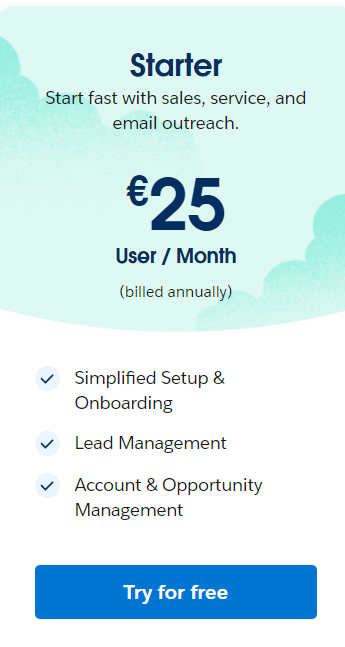 Starter
Start fast with sales, service, and
email outreach.
€25
User / Month
(billed annually)
Simplified Setup &
Onboarding
Lead Management
Account & Opportunity
Management
Try for free